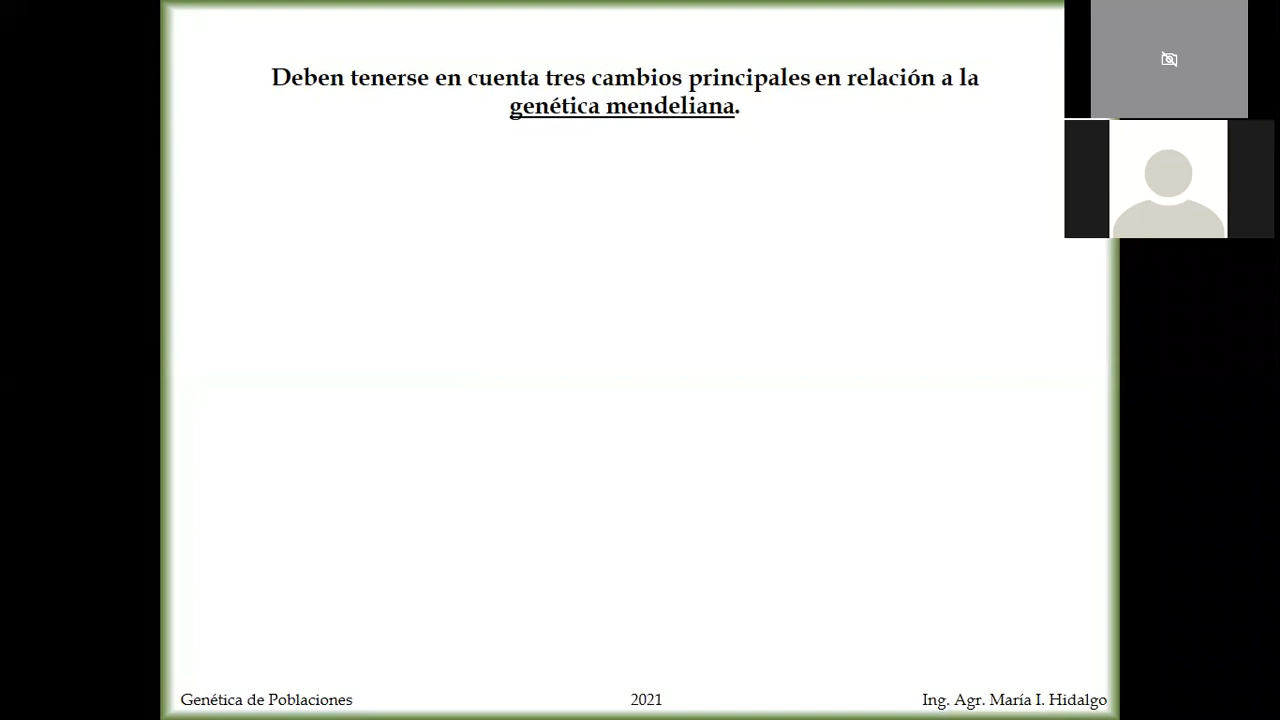 Deben tenerse en cuenta tres cambios principales en relación a la
genética mendeliana.
Genética de Poblaciones
2021
Ing. Agr. María I. Hidalgo